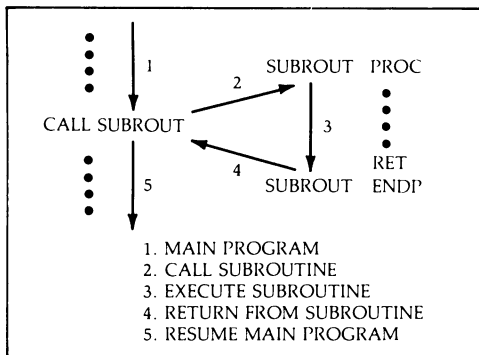 1
SUBROUT PROC
2
CALL SUBROUT
3
4
RET
SUBROUT ENDP
5
1. MAIN PROGRAM
2. CALL SUBROUTINE
3. EXECUTE SUBROUTINE
4. RETURN FROM SUBROUTINE
5. RESUME MAIN PROGRAM